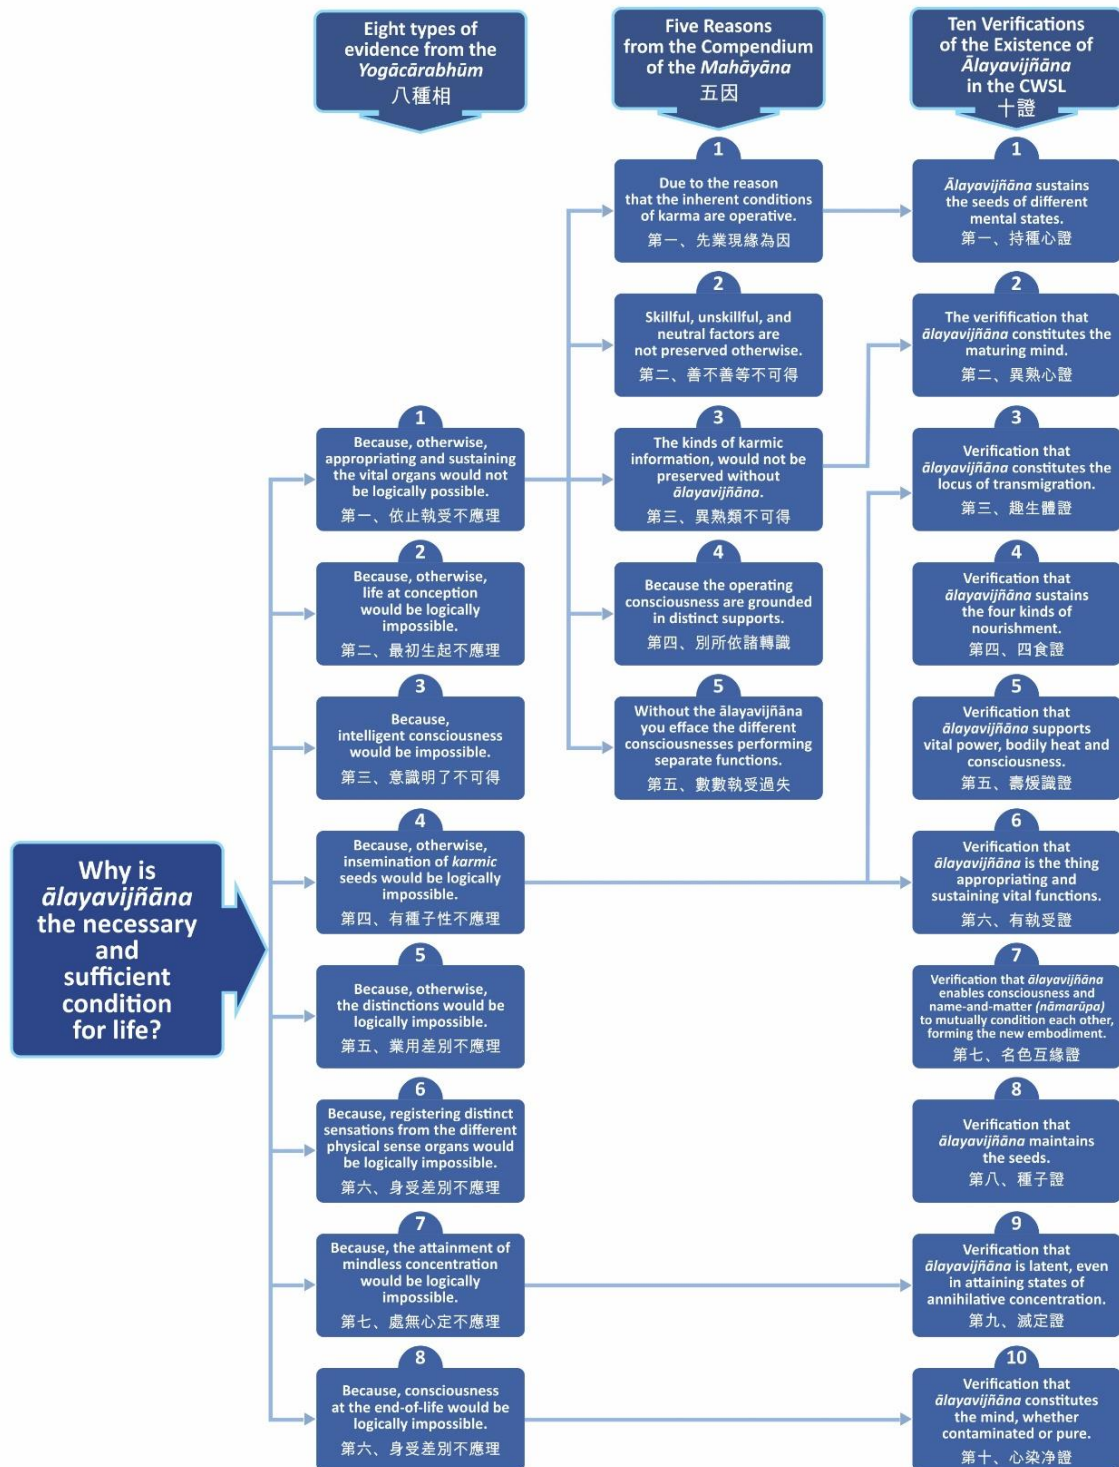 Eight types of
evidence from the
Yogācārabhūm
八種相
Five Reasons
from the Compendium
of the Mahāyāna
五因
Ten Verifications
of the Existence of
Ālayavijñāna
in the CWSL
十證
Why is
ālayavijñāna
the necessary
and
sufficient
condition
for life?
1
Because, otherwise,
appropriating and sustaining
the vital organs would not
be logically possible.
第一、依止執受不應理
2
Because, otherwise,
life at conception
would be logically
impossible.
第二、最初生起不應理
3
Because,
intelligent consciousness
would be impossible.
第三、意識明了不可得
4
Because, otherwise,
insemination of karmic
seeds would be logically
impossible.
第四、有種子性不應理
5
Because, otherwise,
the distinctions would be
logically impossible.
第五、業用差別不應理
6
Because, registering distinct
sensations from the different
physical sense organs would
be logically impossible.
第六、身受差別不應理
7
Because, the attainment of
mindless concentration
would be logically
impossible.
第七、處無心定不應理
8
Because, consciousness
at the end-of-life would be
logically impossible.
第六、身受差別不應理
1
Due to the reason
that the inherent conditions
of karma are operative.
第一、先業現緣為因
2
Skillful, unskillful, and
neutral factors are
not preserved otherwise.
第二、善不善等不可得
3
The kinds of karmic
information, would not be
preserved without
ālayavijñāna.
第三、異熟類不可得
4
Because the operating
consciousness are grounded
in distinct supports.
第四、別所依諸轉識
5
Without the ālayavijñāna
you efface the different
consciousnesses performing
separate functions.
第五、數數執受過失
1
Ālayavijñāna sustains
the seeds of different
mental states.
第一、持種心證
2
The verifification that
ālayavijñāna constitutes the
maturing mind.
第二、異熟心證
3
Verification that
ālayavijñāna constitutes the
locus of transmigration.
第三、趣生體證
4
Verification that
ālayavijñāna sustains
the four kinds of
nourishment.
第四、四食證
5
Verification that
ālayavijñāna supports
vital power, bodily heat and
consciousness.
第五、壽煖識證
6
Verification that
ālayavijñāna is the thing
appropriating and
sustaining vital functions.
第六、有執受證
7
Verification that ālayavijñāna
enables consciousness and
name-and-matter (nāmarūpa)
to mutually condition each other,
forming the new embodiment.
第七、名色互緣證
8
Verification that
ālayavijñāna maintains
the seeds.
第八、種子證
9
Verification that
ālayavijñāna is latent, even
in attaining states of
annihilative concentration.
第九、滅定證
10
Verification that
ālayavijñāna constitutes
the mind, whether
contaminated or pure.
第十、心染净證